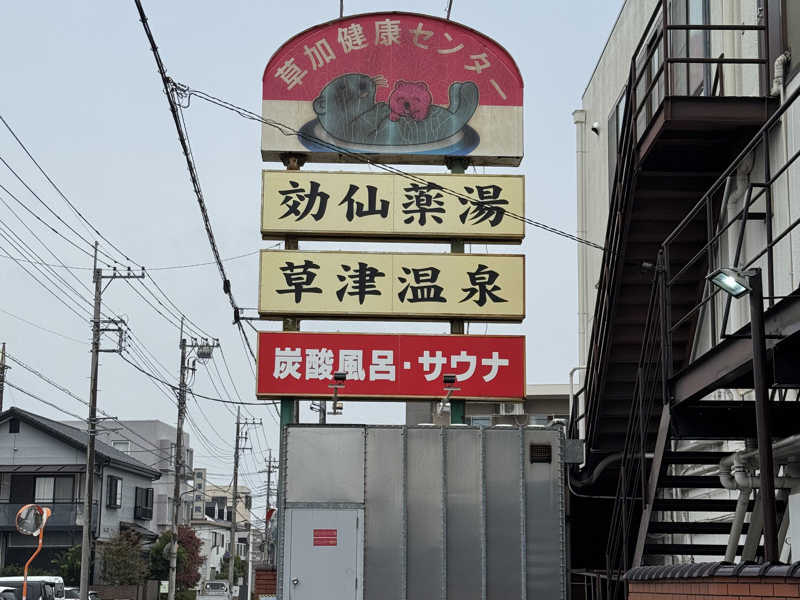 草加健康センター
効仙薬湯
草津温泉
炭酸風呂・サウナ